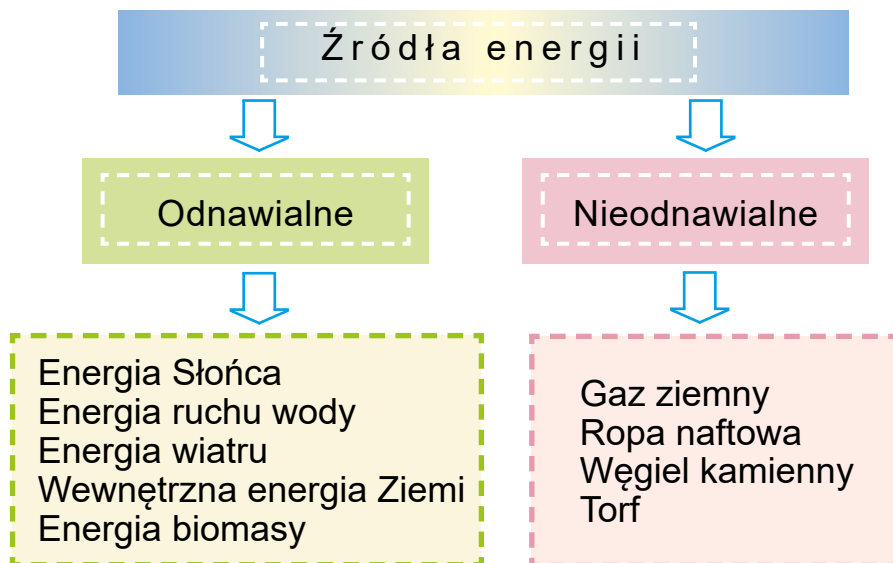 Źródła energii
Odnawialne
Nieodnawialne
Energia Słońca
Energia ruchu wody
Energia wiatru
Wewnętrzna energia Ziemi
Energia biomasy
Gaz ziemny
Ropa naftowa
Węgiel kamienny
Torf